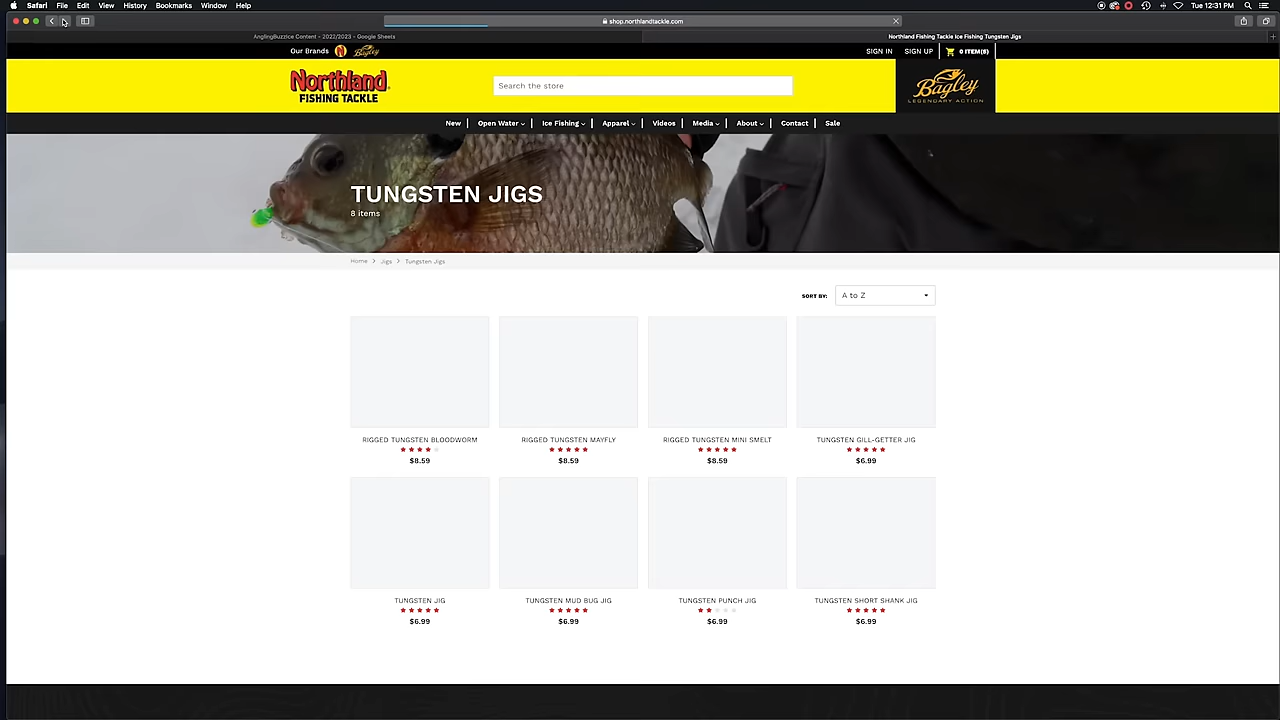 Safari File Edit View History Bookmarks Window Help
Tue 12:31 PM
shop.northlandtackle.com
AnglingBuzzIce Content - 2022/2023 - Google Sheets
Northland Fishing Tackle Ice Fishing Tungsten Jigs
Our Brands
Bagley
SIGN IN SIGN UP 0 ITEM(S)
Northland
FISHING TACKLE
Search the store
Bagley
LEGENDARY ACTION
New Open Water Ice Fishing Apparel Videos Media About Contact Sale
TUNGSTEN JIGS
8 items
Home > Jigs > Tungsten Jigs
SORT BY: A to Z
RIGGED TUNGSTEN BLOODWORM RIGGED TUNGSTEN MAYFLY RIGGED TUNGSTEN MINI SMELT TUNGSTEN GILL-GETTER JIG
$8.59 $8.59 $8.59 $6.99
TUNGSTEN JIG TUNGSTEN MUD BUG JIG TUNGSTEN PUNCH JIG TUNGSTEN SHORT SHANK JIG
$6.99 $6.99 $6.99 $6.99